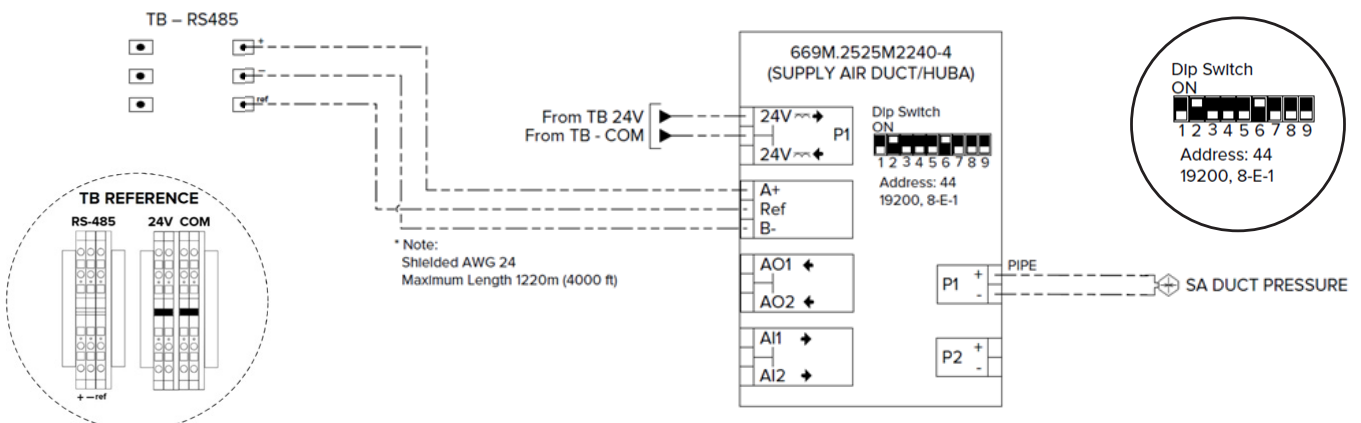 TB – RS485
+
–
ref
TB REFERENCE
RS-485
24V COM
+ – ref
From TB 24V
From TB - COM
* Note:
Shielded AWG 24
Maximum Length 1220m (4000 ft)
669M.2525M2240-4
(SUPPLY AIR DUCT/HUBA)
24V
P1
24V
Dip Switch
ON
1 2 3 4 5 6 7 8 9
Address: 44
19200, 8-E-1
A+
Ref
B-
AO1
AO2
AI1
AI2
P1 +
-
P2 +
-
PIPE
SA DUCT PRESSURE
Dip Switch
ON
1 2 3 4 5 6 7 8 9
Address: 44
19200, 8-E-1